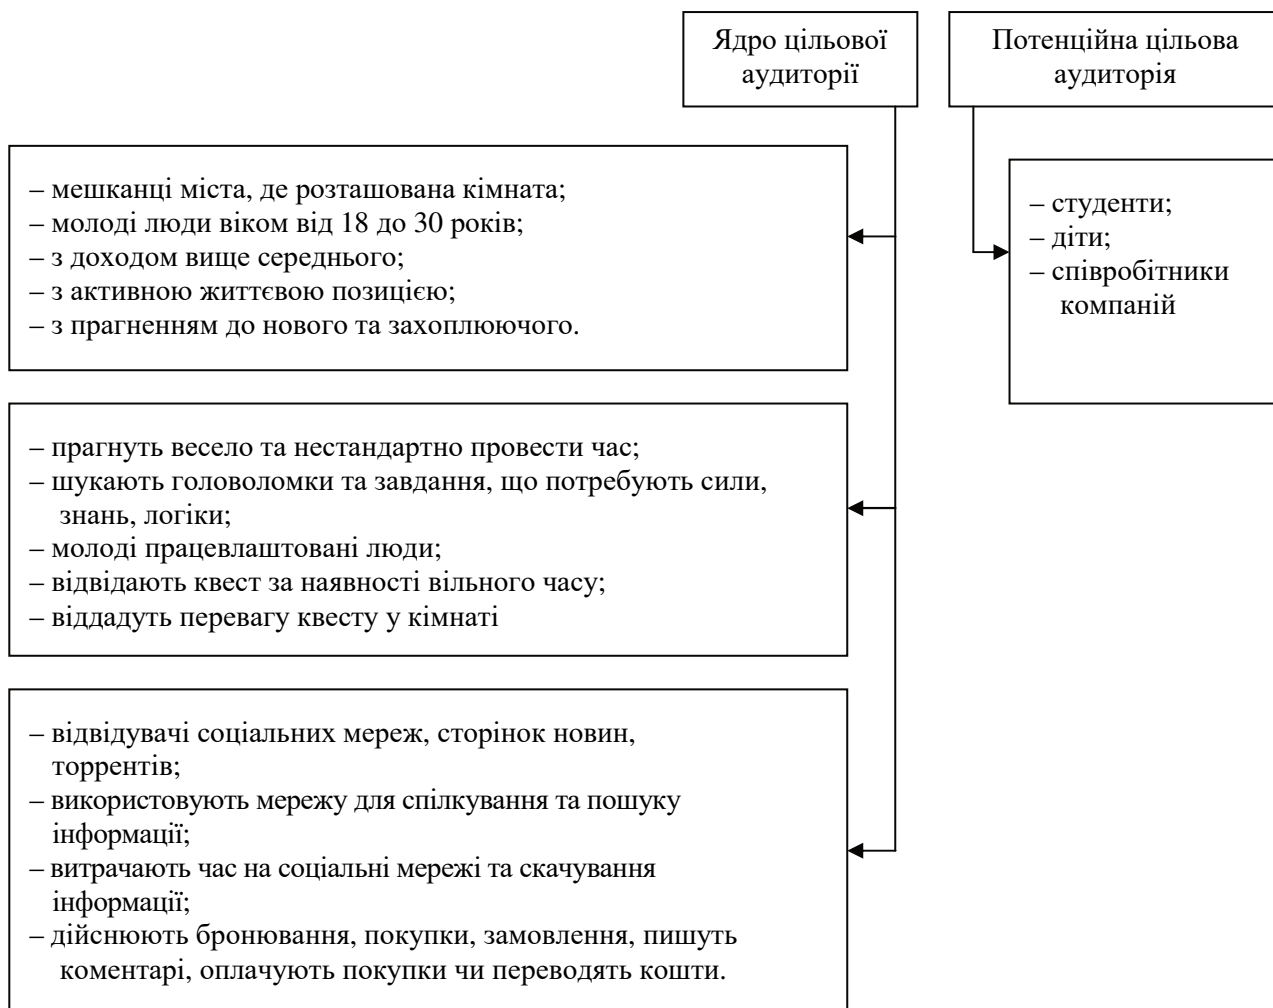 Ядро цільової
аудиторії
Потенційна цільова
аудиторія
– мешканці міста, де розташована кімната;
– молоді люди віком від 18 до 30 років;
– з доходом вище середнього;
– з активною життєвою позицією;
– з прагненням до нового та захоплюючого.
– студенти;
– діти;
– співробітники
компаній
– прагнуть весело та нестандартно провести час;
– шукають головоломки та завдання, що потребують сили,
знань, логіки;
– молоді працевлаштовані люди;
– відвідають квест за наявності вільного часу;
– віддадуть перевагу квесту у кімнаті
– відвідувачі соціальних мереж, сторінок новин,
торрентів;
– використовують мережу для спілкування та пошуку
інформації;
– витрачають час на соціальні мережі та скачування
інформації;
– дійснюють бронювання, покупки, замовлення, пишуть
коментарі, оплачують покупки чи переводять кошти.